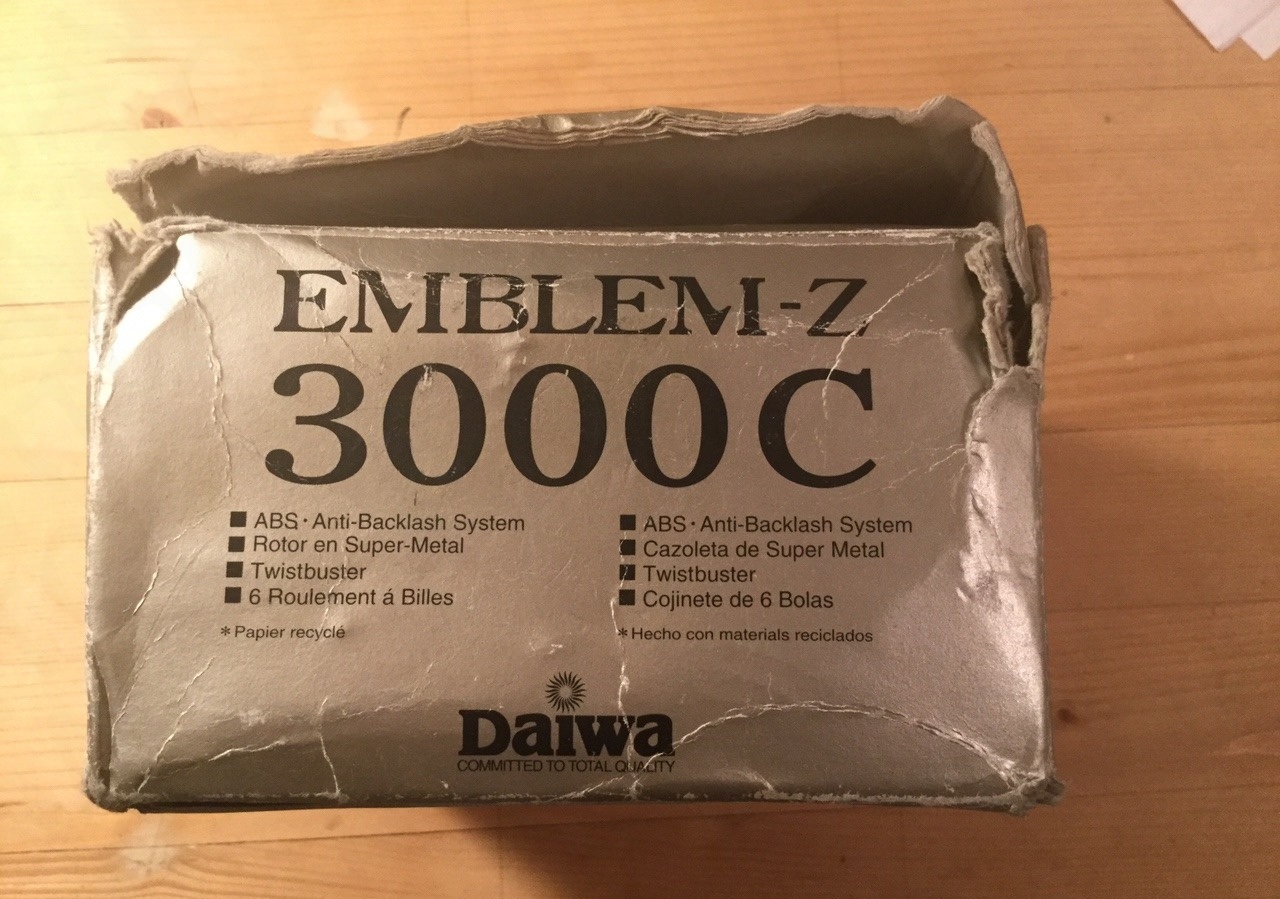 EMBLEM-Z
3000C
■ ABS・Anti-Backlash System
■ Rotor en Super-Metal
■ Twistbuster
■ 6 Roulement á Billes
*Papier recyclé
■ ABS・Anti-Backlash System
■ Cazoleta de Super Metal
■ Twistbuster
■ Cojinete de 6 Bolas
*Hecho con materials reciclados
Daiwa
COMMITTED TO TOTAL QUALITY